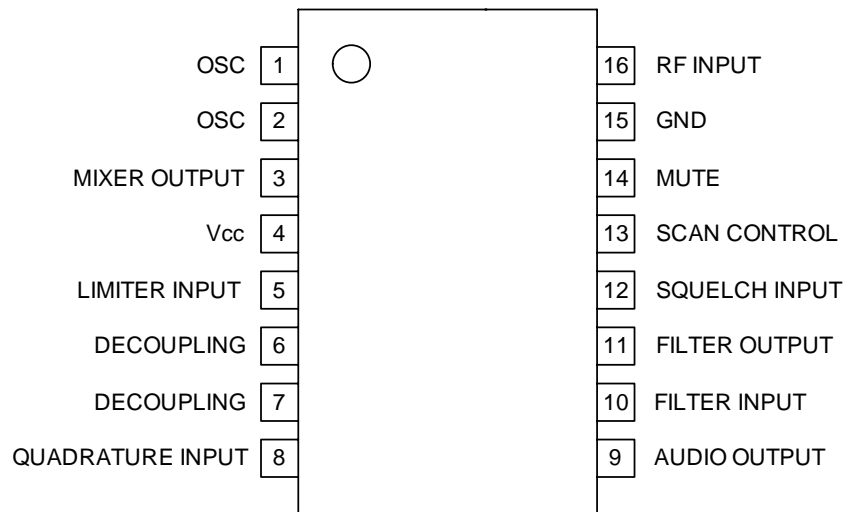 OSC 1 16 RF INPUT
OSC 2 15 GND
MIXER OUTPUT 3 14 MUTE
Vcc 4 13 SCAN CONTROL
LIMITER INPUT 5 12 SQUELCH INPUT
DECOUPLING 6 11 FILTER OUTPUT
DECOUPLING 7 10 FILTER INPUT
QUADRATURE INPUT 8 9 AUDIO OUTPUT